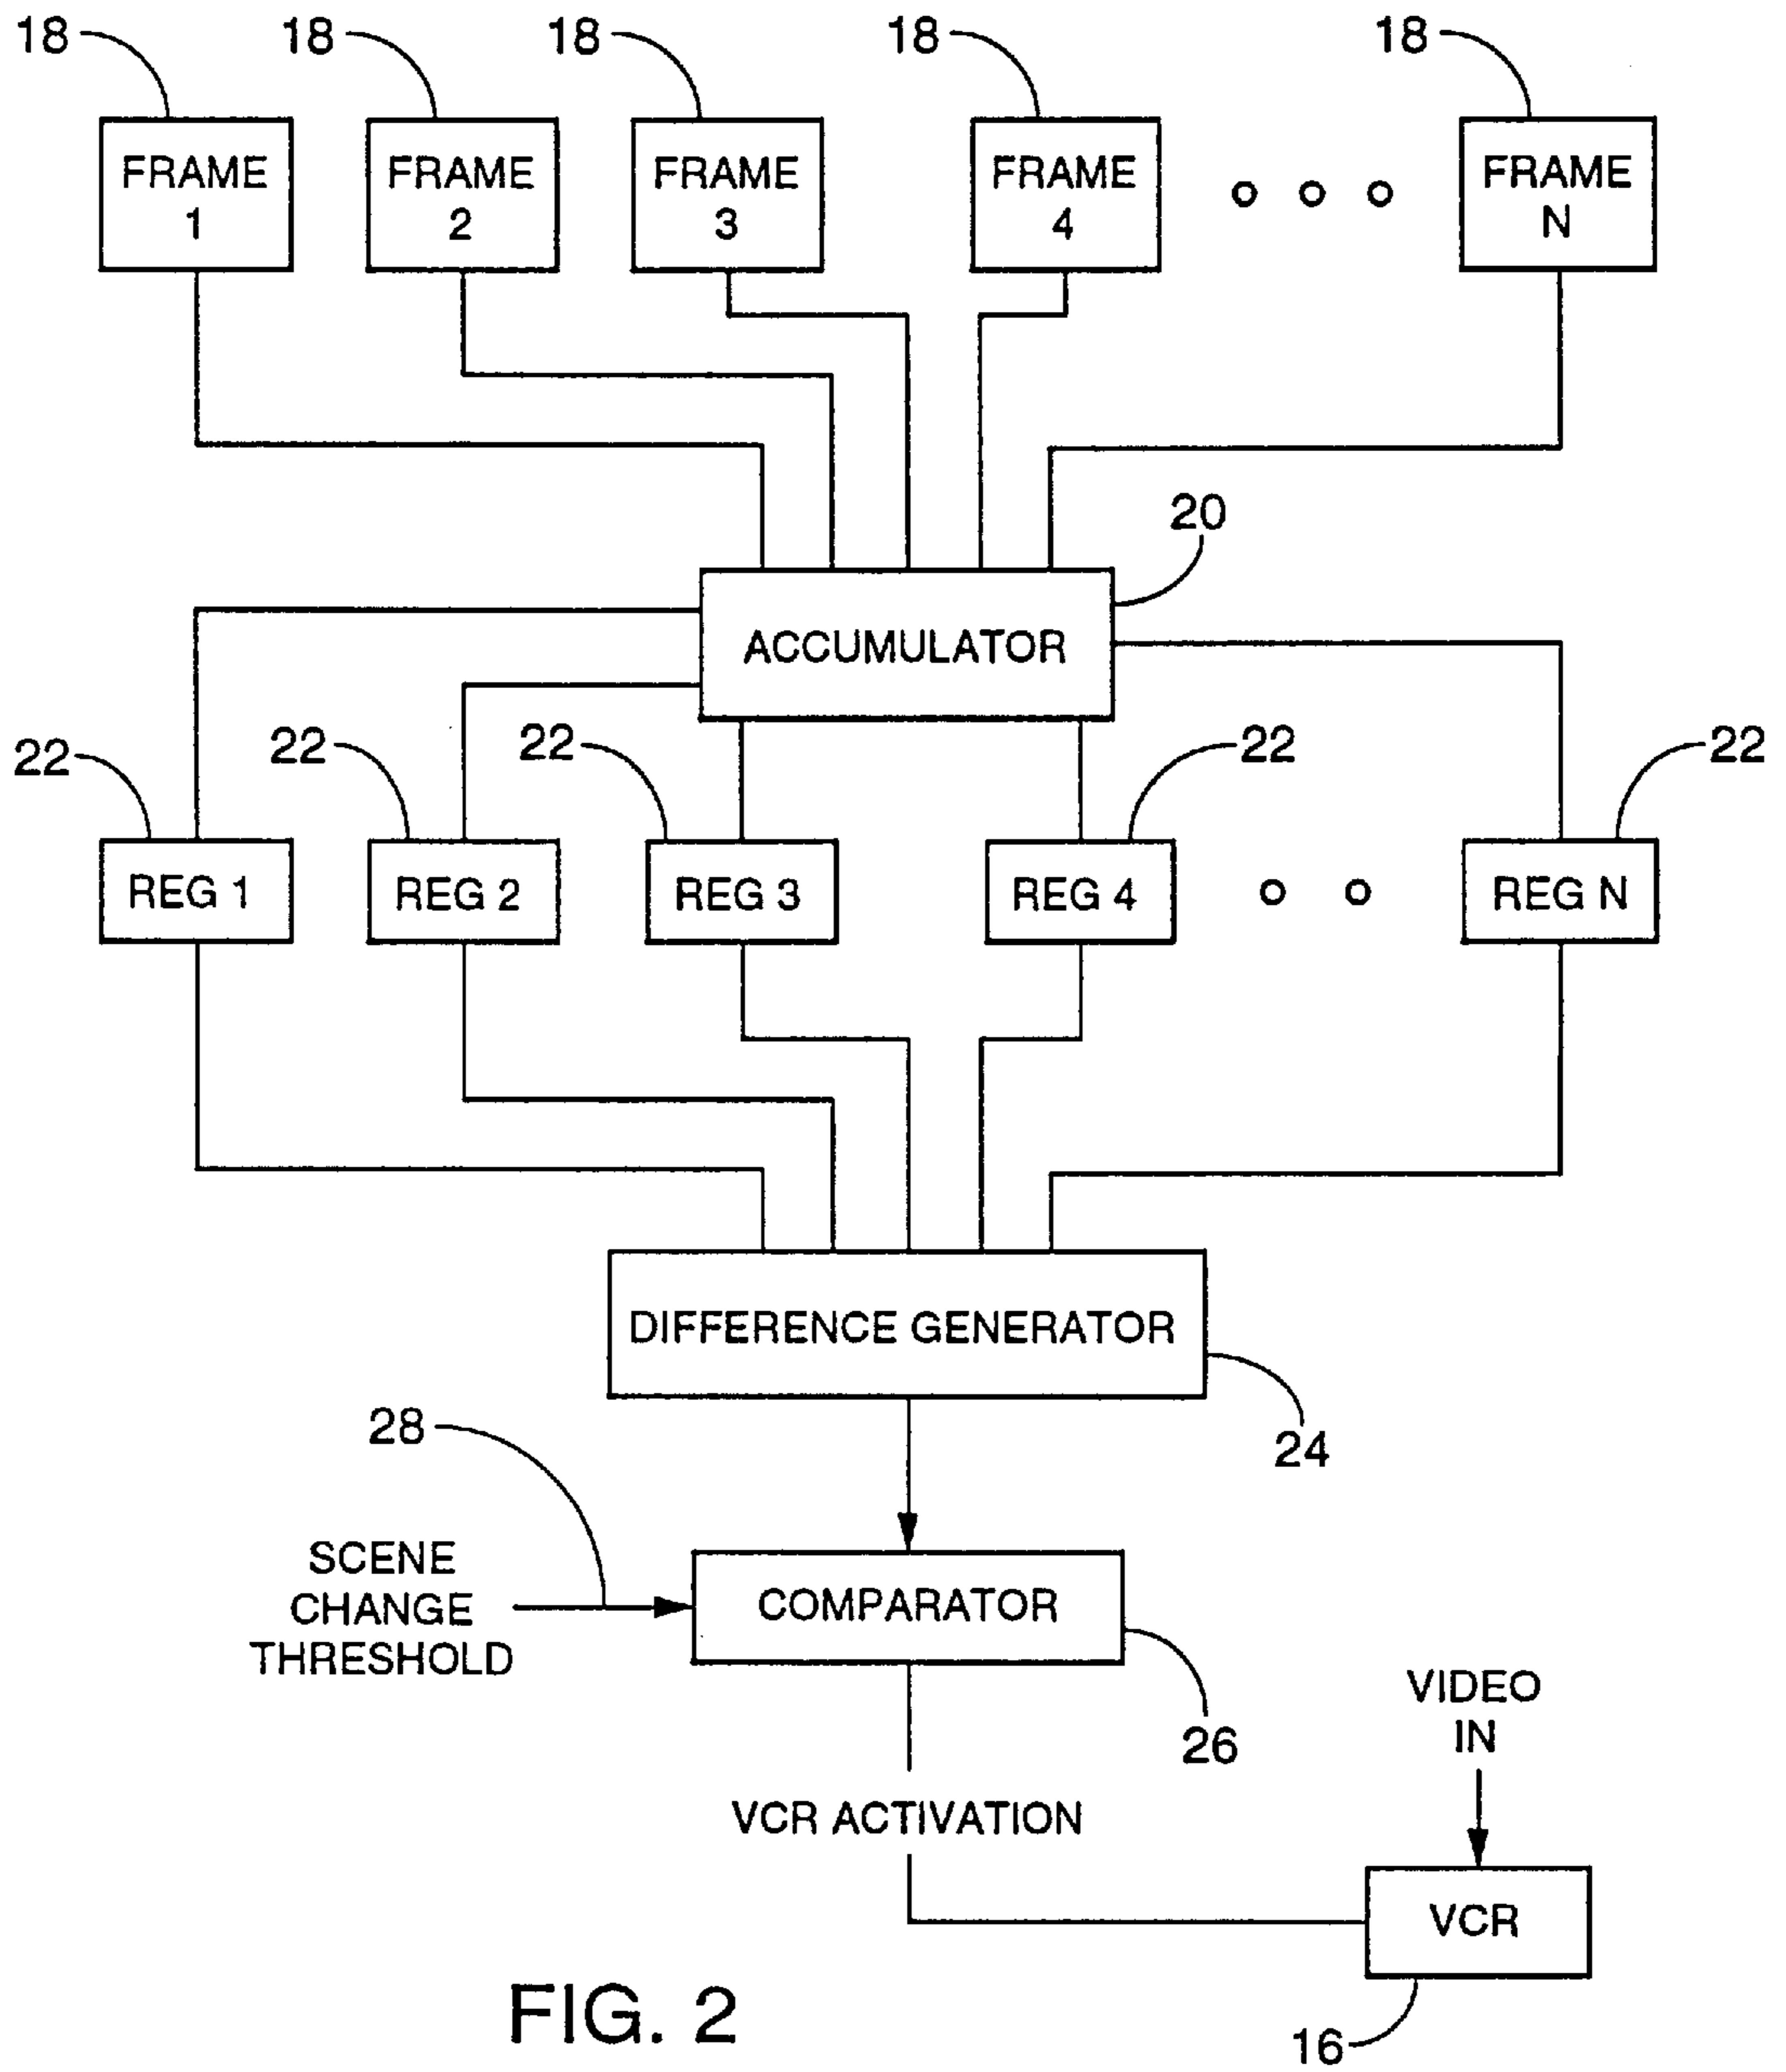 18 18 18 18 18
FRAME 1
FRAME 2
FRAME 3
FRAME 4
FRAME N
20
ACCUMULATOR
22 22 22 22 22
REG 1 REG 2 REG 3 REG 4 REG N
DIFFERENCE GENERATOR
24
28
SCENE
CHANGE
THRESHOLD
COMPARATOR
26
VIDEO
IN
VCR ACTIVATION
VCR
16
FIG. 2